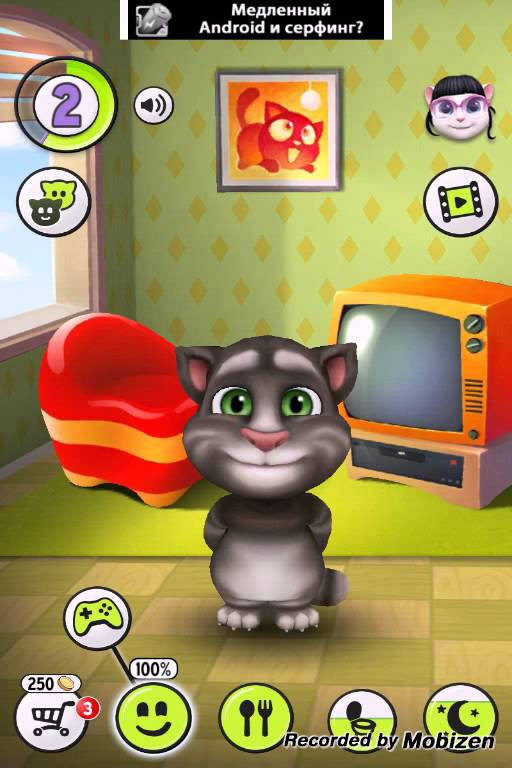 Медленный
Android и серфинг?
2
100%
250
3
Recorded by Mobizen